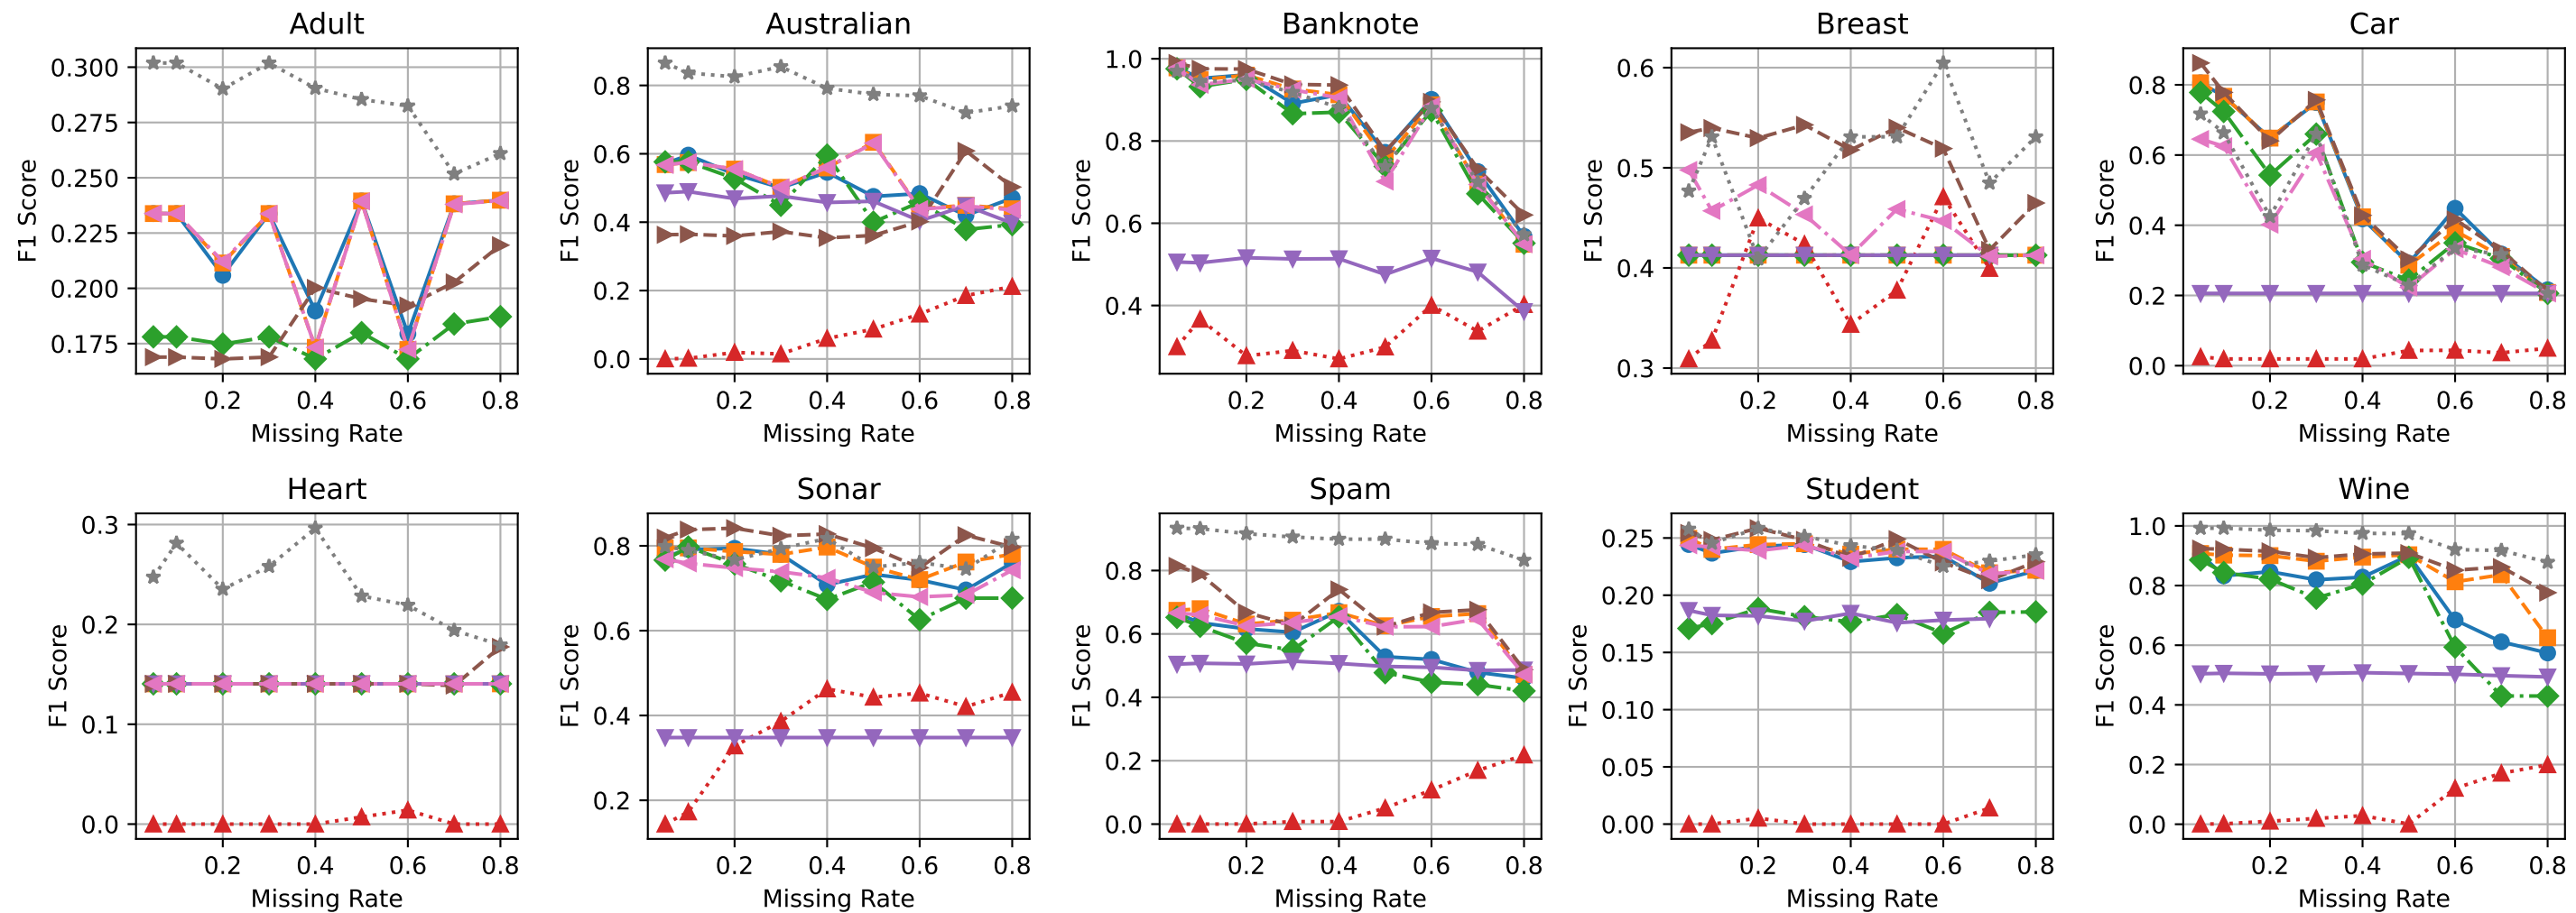 Adult
0.300
0.275
0.250
0.225
0.200
0.175
F1 Score
0.2 0.4 0.6 0.8
Missing Rate
Australian
0.8
0.6
0.4
0.2
0.0
F1 Score
0.2 0.4 0.6 0.8
Missing Rate
Banknote
1.0
0.8
0.6
0.4
F1 Score
0.2 0.4 0.6 0.8
Missing Rate
Breast
0.6
0.5
0.4
0.3
F1 Score
0.2 0.4 0.6 0.8
Missing Rate
Car
0.8
0.6
0.4
0.2
0.0
F1 Score
0.2 0.4 0.6 0.8
Missing Rate
Heart
0.3
0.2
0.1
0.0
F1 Score
0.2 0.4 0.6 0.8
Missing Rate
Sonar
0.8
0.6
0.4
0.2
F1 Score
0.2 0.4 0.6 0.8
Missing Rate
Spam
0.8
0.6
0.4
0.2
0.0
F1 Score
0.2 0.4 0.6 0.8
Missing Rate
Student
0.25
0.20
0.15
0.10
0.05
0.00
F1 Score
0.2 0.4 0.6 0.8
Missing Rate
Wine
1.0
0.8
0.6
0.4
0.2
0.0
F1 Score
0.2 0.4 0.6 0.8
Missing Rate